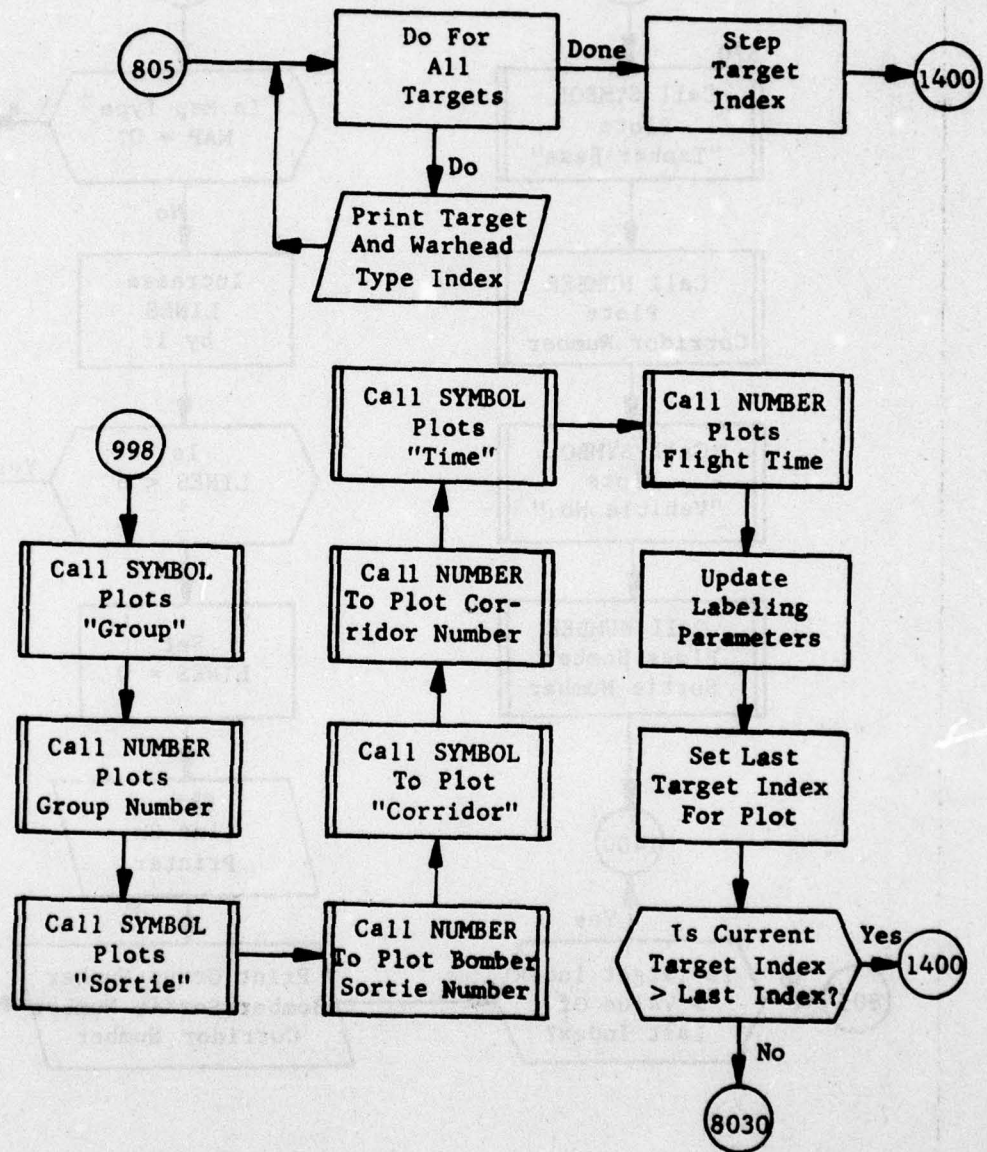 805
Do For
All
Targets
Done
Step
Target
Index
1400
Do
Print Target
And Warhead
Type Index
998
Call SYMBOL
Plots
"Group"
Call NUMBER
Plots
Group Number
Call SYMBOL
Plots
"Sortie"
Call NUMBER
To Plot Bomber
Sortie Number
Call SYMBOL
To Plot
"Corridor"
Call NUMBER
To Plot Cor-
ridor Number
Call SYMBOL
Plots
"Time"
Call NUMBER
Plots
Flight Time
Update
Labeling
Parameters
Set Last
Target Index
For Plot
Is Current
Target Index
> Last Index?
Yes
1400
No
8030